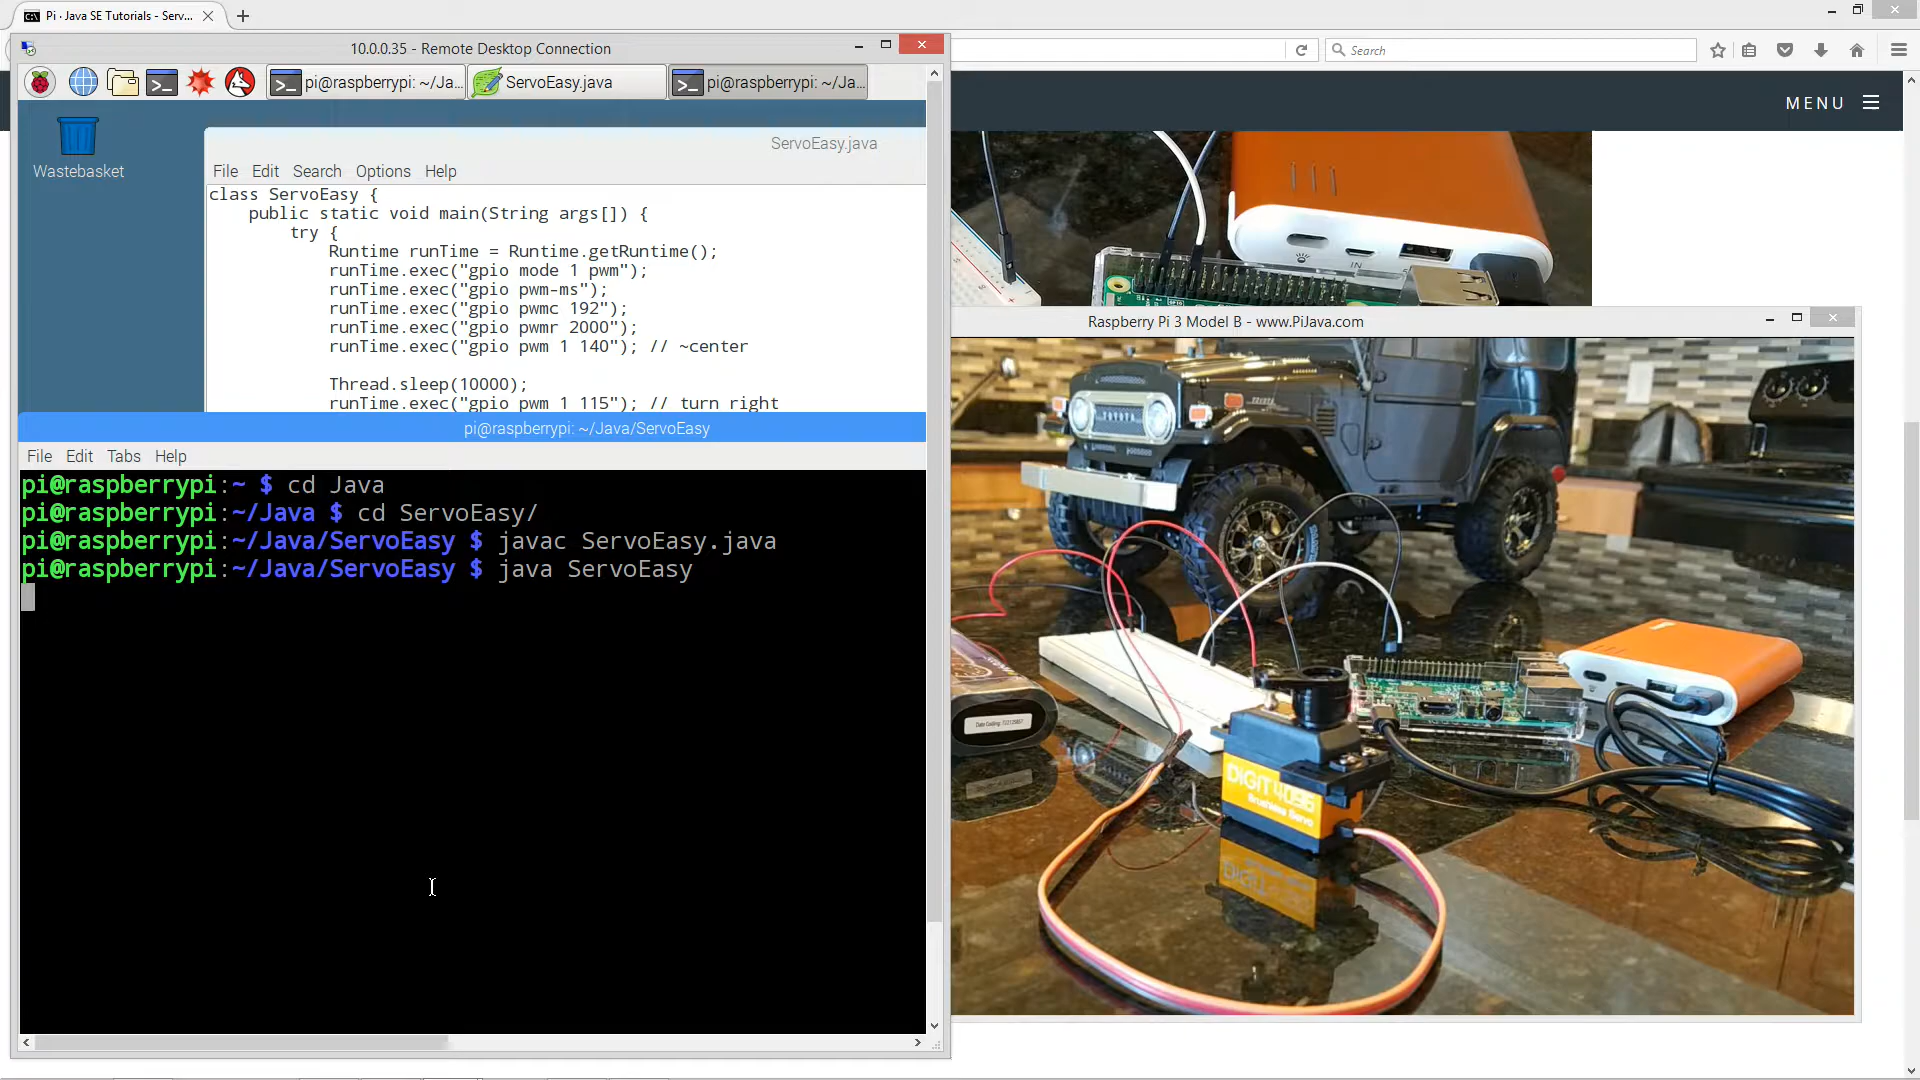 Pi · Java SE Tutorials - Serv...
10.0.0.35 - Remote Desktop Connection
Search
pi@raspberrypi: ~/Ja...
ServoEasy.java
pi@raspberrypi: ~/Ja...
MENU
Wastebasket
ServoEasy.java
File Edit Search Options Help
class ServoEasy {
public static void main(String args[]) {
try {
Runtime runTime = Runtime.getRuntime();
runTime.exec("gpio mode 1 pwm");
runTime.exec("gpio pwm-ms");
runTime.exec("gpio pwmc 192");
runTime.exec("gpio pwmr 2000");
runTime.exec("gpio pwm 1 140"); // ~center
Thread.sleep(10000);
runTime.exec("gpio pwm 1 115"); // turn right
pi@raspberrypi: ~/Java/ServoEasy
File Edit Tabs Help
pi@raspberrypi:~ $ cd Java
pi@raspberrypi:~/Java $ cd ServoEasy/
pi@raspberrypi:~/Java/ServoEasy $ javac ServoEasy.java
pi@raspberrypi:~/Java/ServoEasy $ java ServoEasy
IN
Raspberry Pi 3 Model B - www.PiJava.com
TOYOTA
DIGIT 4096
Brushless Servo